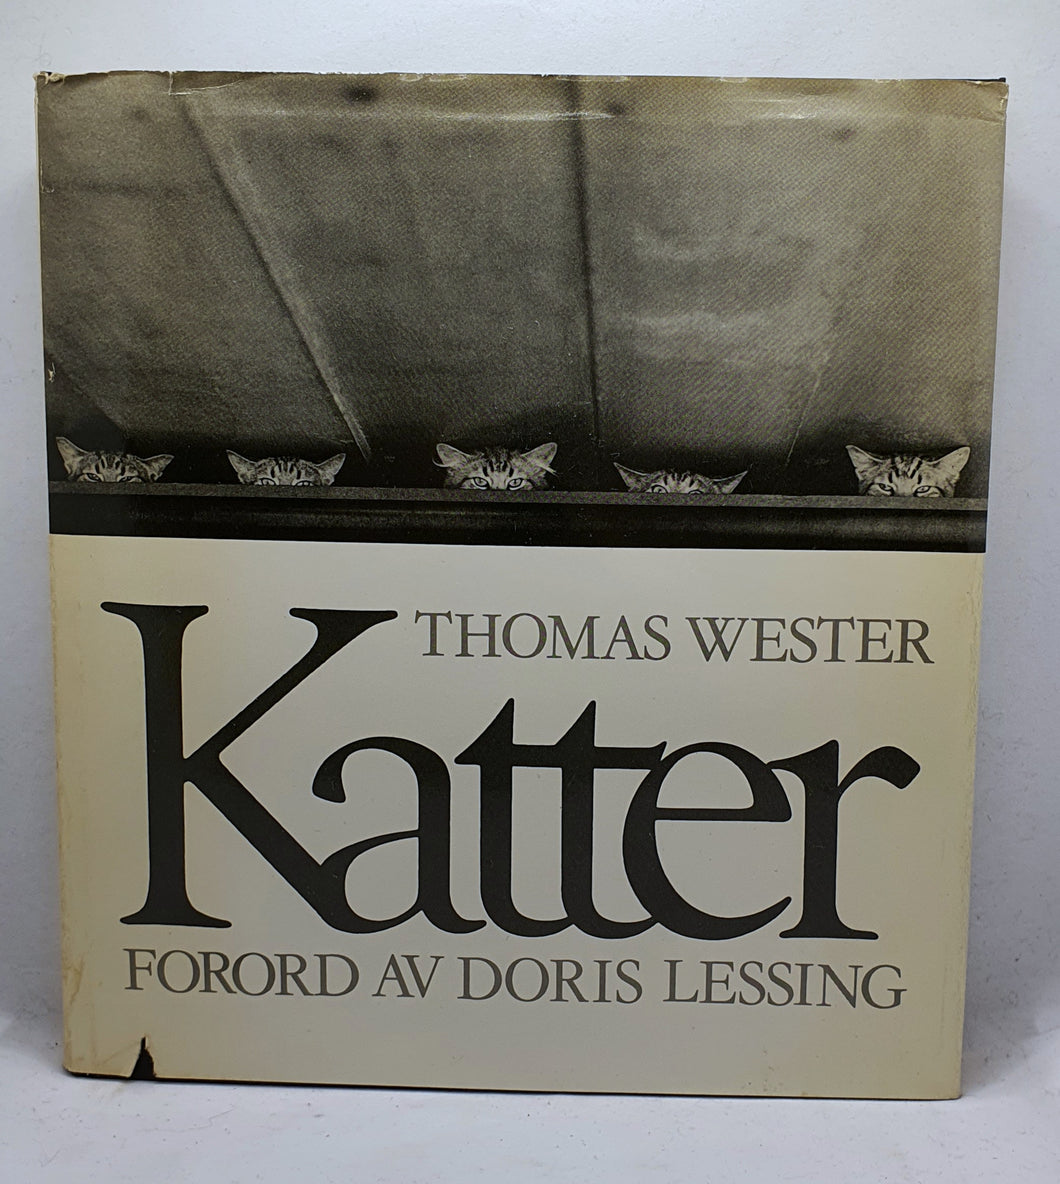 THOMAS WESTER
Katter
FORORD AV DORIS LESSING